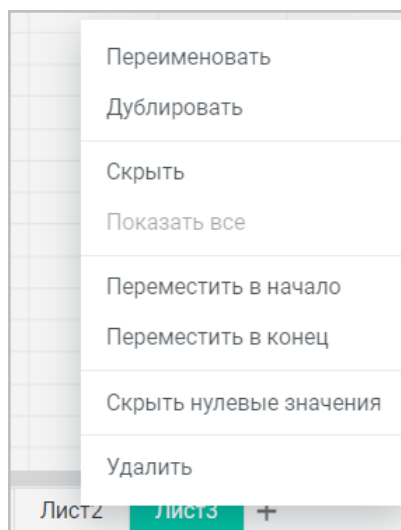 Переименовать
Дублировать
Скрыть
Показать все
Переместить в начало
Переместить в конец
Скрыть нулевые значения
Удалить
Лист2 Лист3 +